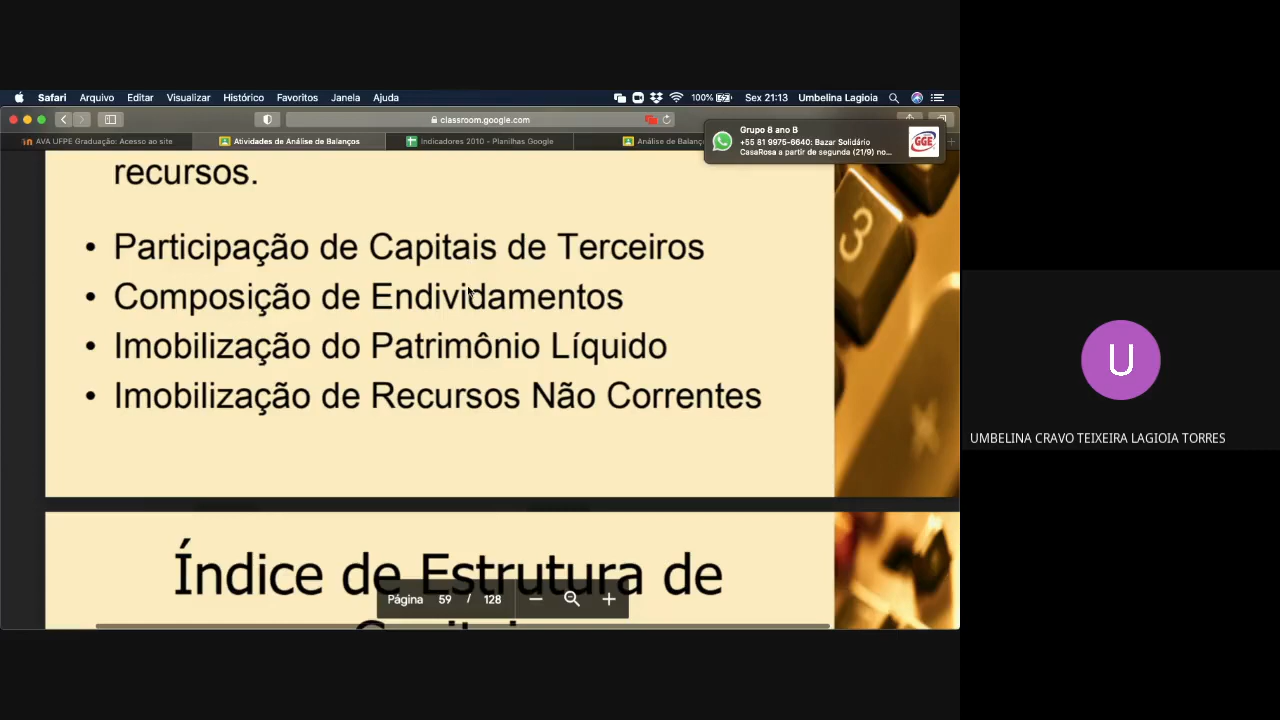 Safari Arquivo Editar Visualizar Histórico Favoritos Janela Ajuda 100% Sex 21:13 Umbelina Lagioia
classroom.google.com
AVA UFPE Graduação: Acesso ao site Atividades de Análise de Balanços Indicadores 2010 - Planilhas Google Análise de Balanç
Grupo 8 ano B
+55 81 9975-6640: Bazar Solidário
CasaRosa a partir de segunda (21/9) no...
GGE
recursos.
3
• Participação de Capitais de Terceiros
• Composição de Endividamentos
• Imobilização do Patrimônio Líquido
• Imobilização de Recursos Não Correntes
U
UMBELINA CRAVO TEIXEIRA LAGIOIA TORRES
Índice de Estrutura de
Página 59 / 128